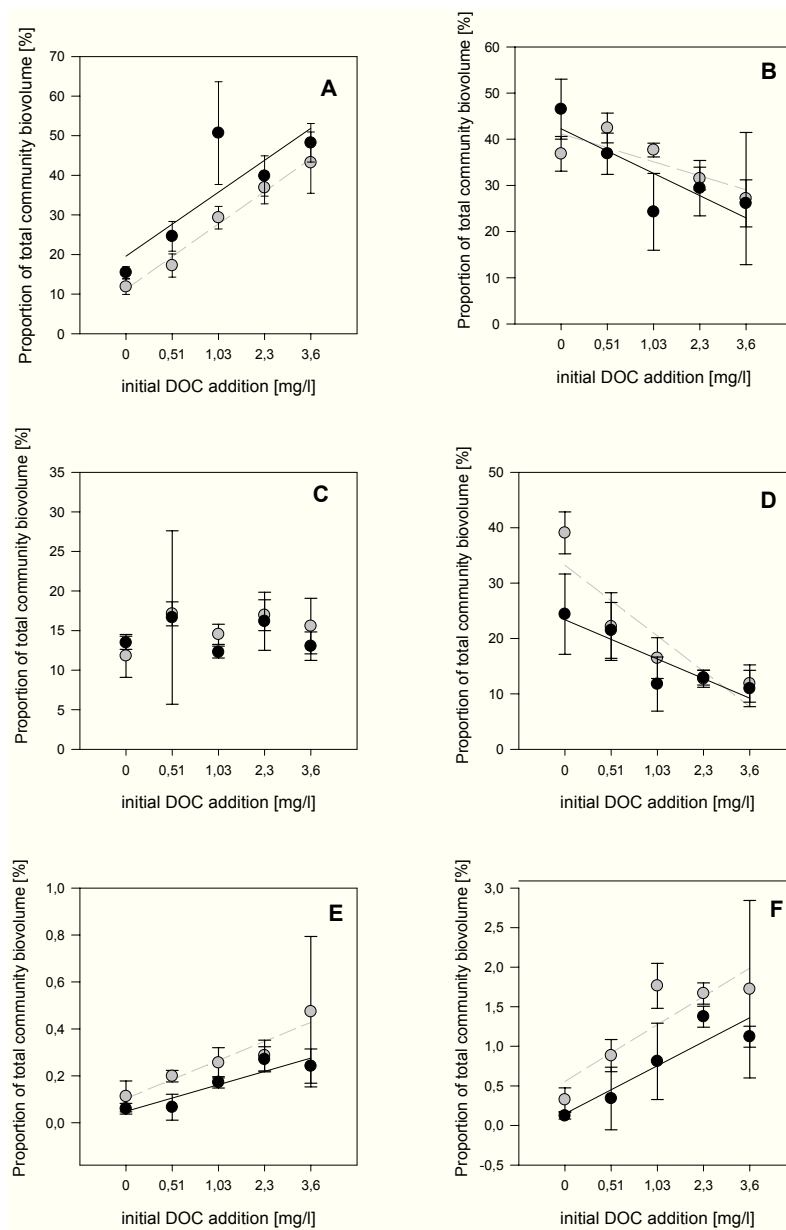 Proportion of total community biovolume [%]
70
60
50
40
30
20
10
0
A
0 0,51 1,03 2,3 3,6
initial DOC addition [mg/l]
Proportion of total community biovolume [%]
60
50
40
30
20
10
0
B
0 0,51 1,03 2,3 3,6
initial DOC addition [mg/l]
Proportion of total community biovolume [%]
35
30
25
20
15
10
5
0
C
0 0,51 1,03 2,3 3,6
initial DOC addition [mg/l]
Proportion of total community biovolume [%]
50
40
30
20
10
0
D
0 0,51 1,03 2,3 3,6
initial DOC addition [mg/l]
Proportion of total community biovolume [%]
1,0
0,8
0,6
0,4
0,2
0,0
E
0 0,51 1,03 2,3 3,6
initial DOC addition [mg/l]
Proportion of total community biovolume [%]
3,0
2,5
2,0
1,5
1,0
0,5
0,0
-0,5
F
0 0,51 1,03 2,3 3,6
initial DOC addition [mg/l]